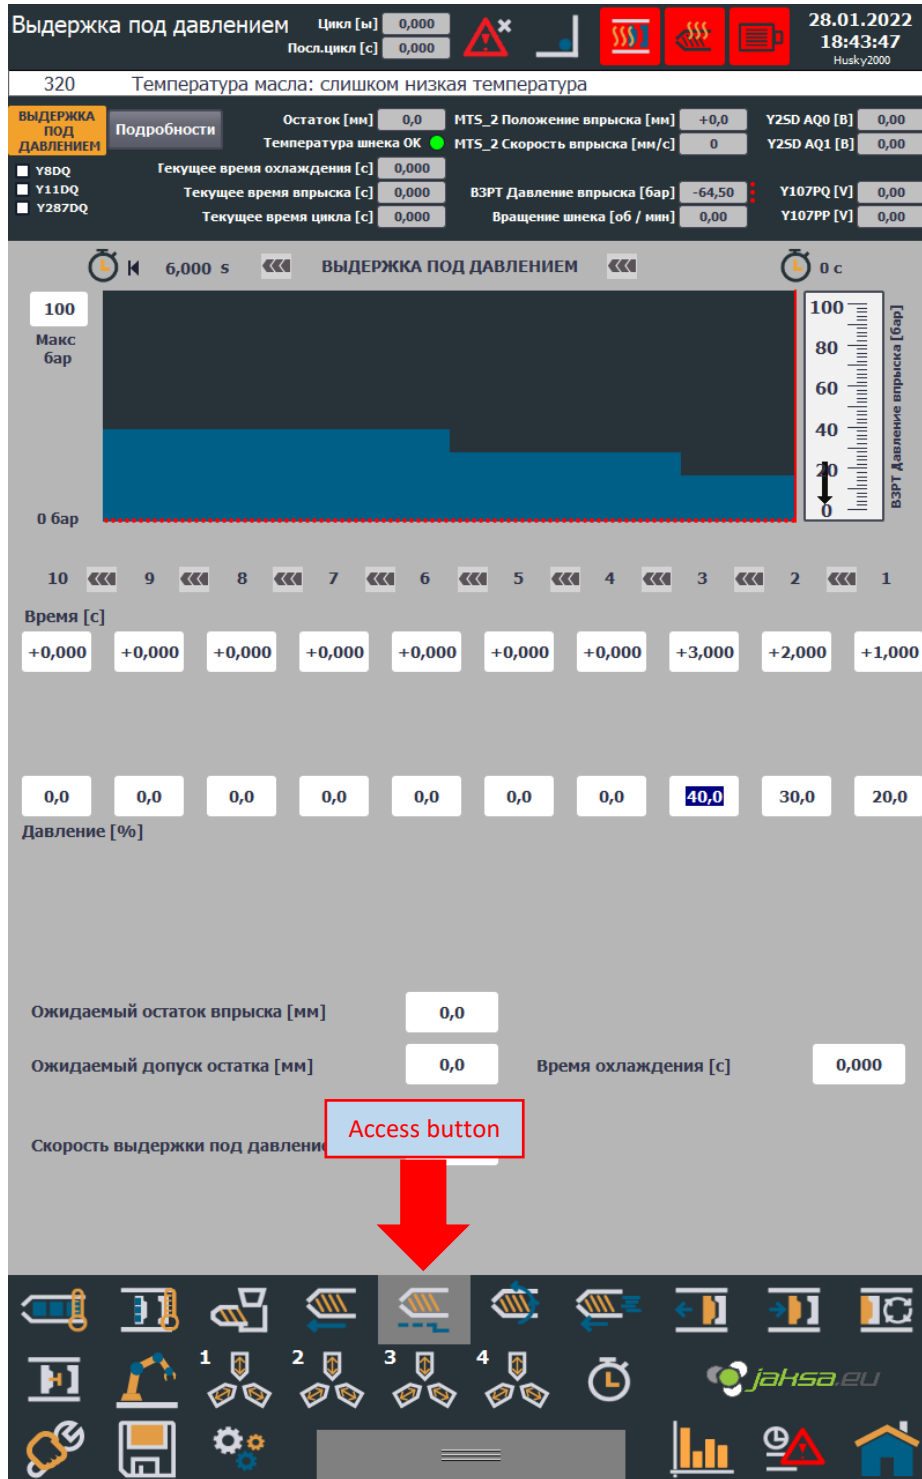 Выдержка под давлением
Цикл [ы] 0,000
Посл.цикл [с] 0,000
28.01.2022
18:43:47
Husky2000
320 Температура масла: слишком низкая температура
ВЫДЕРЖКА
ПОД
ДАВЛЕНИЕМ
Подробности
Остаток [мм] 0,0
MTS_2 Положение впрыска [мм] +0,0
Y2SD AQ0 [В] 0,00
Температура шнека OK
MTS_2 Скорость впрыска [мм/с] 0
Y2SD AQ1 [В] 0,00
Y8DQ
Y11DQ
Y287DQ
Текущее время охлаждения [с] 0,000
Текущее время впрыска [с] 0,000
ВЗРТ Давление впрыска [бар] -64,50
Y107PQ [V] 0,00
Текущее время цикла [с] 0,000
Вращение шнека [об / мин] 0,00
Y107PP [V] 0,00
6,000 s ВЫДЕРЖКА ПОД ДАВЛЕНИЕМ 0 с
100
Макс
бар
0 бар
100
80
60
40
20
0
ВЗРТ Давление впрыска [бар]
10 9 8 7 6 5 4 3 2 1
Время [с]
+0,000 +0,000 +0,000 +0,000 +0,000 +0,000 +0,000 +3,000 +2,000 +1,000
0,0 0,0 0,0 0,0 0,0 0,0 0,0 40,0 30,0 20,0
Давление [%]
Ожидаемый остаток впрыска [мм] 0,0
Ожидаемый допуск остатка [мм] 0,0 Время охлаждения [с] 0,000
Access button
Скорость выдержки под
1 2 3 4
jaksa.eu